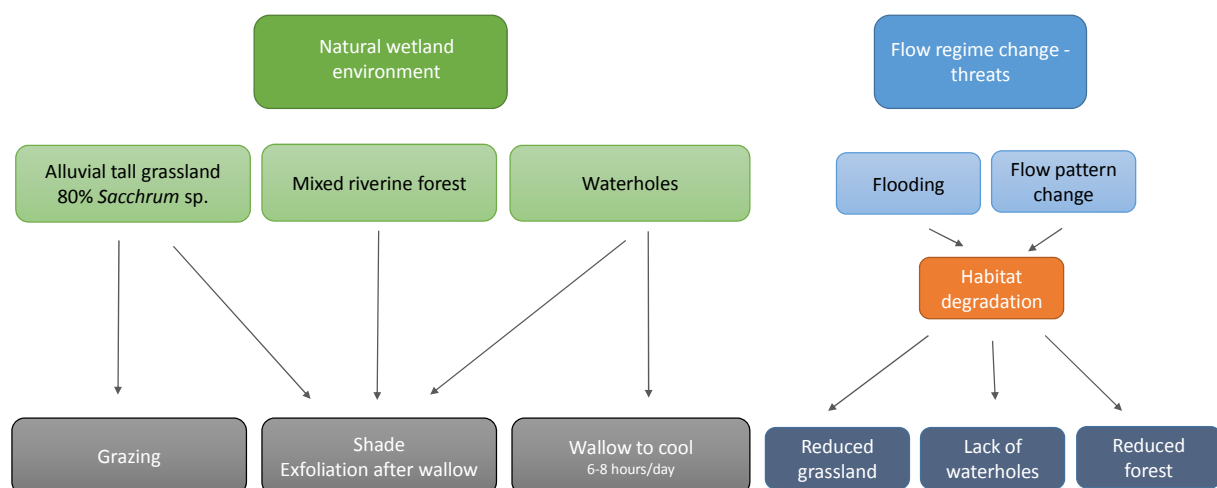 Natural wetland
environment
Flow regime change -
threats
Alluvial tall grassland
80% Sacchrum sp.
Mixed riverine forest
Waterholes
Flooding
Flow pattern
change
Habitat
degradation
Grazing
Shade
Exfoliation after wallow
Wallow to cool
6-8 hours/day
Reduced
grassland
Lack of
waterholes
Reduced
forest